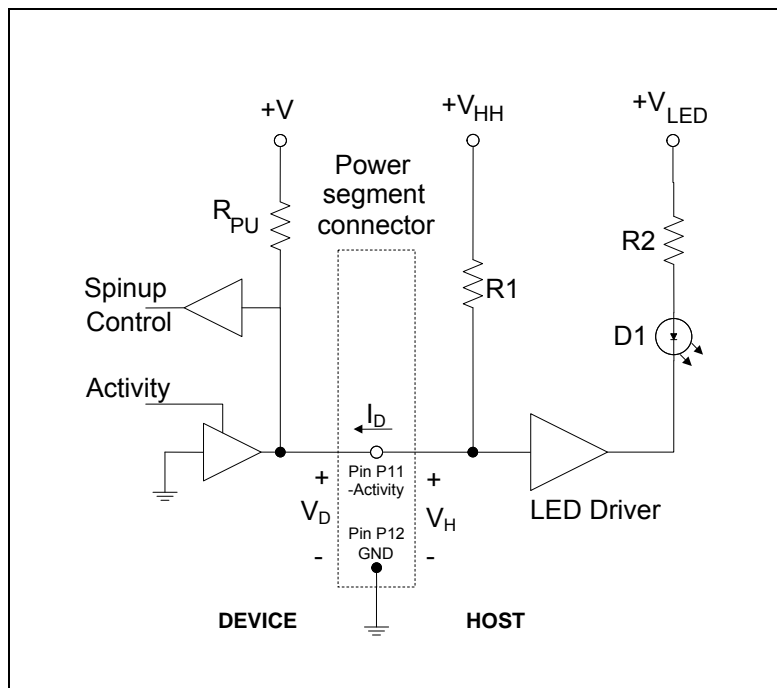 +V
+VHH
+VLED
Power
segment
connector
RPU
R1
R2
Spinup
Control
D1
Activity
ID
Pin P11
-Activity
+
VD
-
+
VH
-
Pin P12
GND
LED Driver
DEVICE
HOST